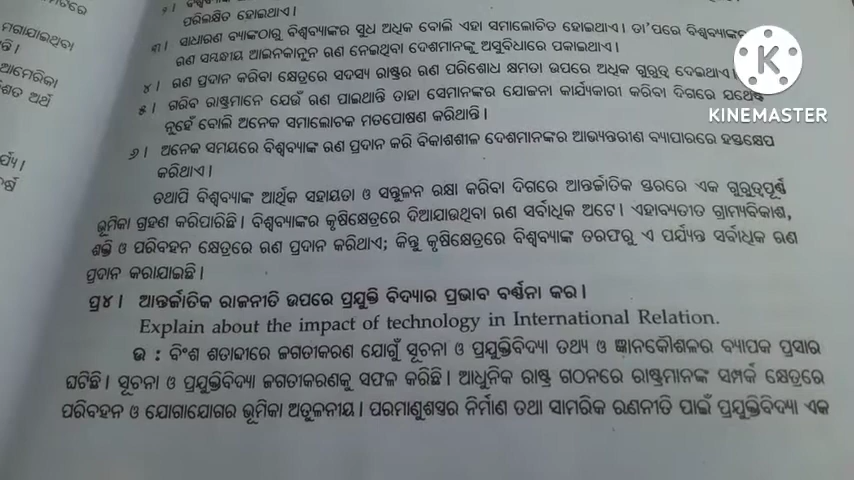 ପରିଲକ୍ଷିତ ହୋଇଥାଏ।
୩। ସାଧାରଣ ବ୍ୟାଙ୍କଠାରୁ ବିଶ୍ୱବ୍ୟାଙ୍କର ସୁଧ ଅଧିକ ବୋଲି ଏହା ସମାଲୋଚିତ ହୋଇଥାଏ। ତା'ପରେ ବିଶ୍ୱବ୍ୟାଙ୍କର
ଋଣ ସମ୍ବନ୍ଧୀୟ ଆଇନକାନୁନ ଋଣ ନେଇଥିବା ଦେଶମାନଙ୍କୁ ଅସୁବିଧାରେ ପକାଇଥାଏ।
୪। ଋଣ ପ୍ରଦାନ କରିବା କ୍ଷେତ୍ରରେ ସଦସ୍ୟ ରାଷ୍ଟ୍ରର ଋଣ ପରିଶୋଧ କ୍ଷମତା ଉପରେ ଅଧିକ ଗୁରୁତ୍ୱ ଦେଇଥାଏ।
୫। ଗରିବ ରାଷ୍ଟ୍ରମାନେ ଯେଉଁ ଋଣ ପାଇଥାନ୍ତି ତାହା ସେମାନଙ୍କର ଯୋଜନା କାର୍ଯ୍ୟକାରୀ କରିବା ଦିଗରେ ଯଥେଷ୍ଟ
ନୁହେଁ ବୋଲି ଅନେକ ସମାଲୋଚକ ମତପୋଷଣ କରିଥାନ୍ତି।
୬। ଅନେକ ସମୟରେ ବିଶ୍ୱବ୍ୟାଙ୍କ ଋଣ ପ୍ରଦାନ କରି ବିକାଶଶୀଳ ଦେଶମାନଙ୍କର ଆଭ୍ୟନ୍ତରୀଣ ବ୍ୟାପାରରେ ହସ୍ତକ୍ଷେପ
କରିଥାଏ।
ତଥାପି ବିଶ୍ୱବ୍ୟାଙ୍କ ଆର୍ଥିକ ସହାୟତା ଓ ସନ୍ତୁଳନ ରକ୍ଷା କରିବା ଦିଗରେ ଆନ୍ତର୍ଜାତିକ ସ୍ତରରେ ଏକ ଗୁରୁତ୍ୱପୂର୍ଣ୍ଣ
ଭୂମିକା ଗ୍ରହଣ କରିପାରିଛି। ବିଶ୍ୱବ୍ୟାଙ୍କର କୃଷିକ୍ଷେତ୍ରରେ ଦିଆଯାଉଥିବା ଋଣ ସର୍ବାଧିକ ଅଟେ। ଏହାବ୍ୟତୀତ ଗ୍ରାମ୍ୟବିକାଶ,
ଶକ୍ତି ଓ ପରିବହନ କ୍ଷେତ୍ରରେ ଋଣ ପ୍ରଦାନ କରିଥାଏ; କିନ୍ତୁ କୃଷିକ୍ଷେତ୍ରରେ ବିଶ୍ୱବ୍ୟାଙ୍କ ତରଫରୁ ଏ ପର୍ଯ୍ୟନ୍ତ ସର୍ବାଧିକ ଋଣ
ପ୍ରଦାନ କରାଯାଇଛି।
ପ୍ର୪। ଆନ୍ତର୍ଜାତିକ ରାଜନୀତି ଉପରେ ପ୍ରଯୁକ୍ତି ବିଦ୍ୟାର ପ୍ରଭାବ ବର୍ଣ୍ଣନା କର।
Explain about the impact of technology in International Relation.
ଉ : ବିଂଶ ଶତାବ୍ଦୀରେ ଜଗତୀକରଣ ଯୋଗୁଁ ସୂଚନା ଓ ପ୍ରଯୁକ୍ତିବିଦ୍ୟା ତଥ୍ୟ ଓ ଜ୍ଞାନକୌଶଳର ବ୍ୟାପକ ପ୍ରସାର
ଘଟିଛି। ସୂଚନା ଓ ପ୍ରଯୁକ୍ତିବିଦ୍ୟା ଜଗତୀକରଣକୁ ସଫଳ କରିଛି। ଆଧୁନିକ ରାଷ୍ଟ୍ର ଗଠନରେ ରାଷ୍ଟ୍ରମାନଙ୍କ ସମ୍ପର୍କ କ୍ଷେତ୍ରରେ
ପରିବହନ ଓ ଯୋଗାଯୋଗର ଭୂମିକା ଅତୁଳନୀୟ। ପରମାଣୁଶସ୍ତ୍ରର ନିର୍ମାଣ ତଥା ସାମରିକ ରଣନୀତି ପାଇଁ ପ୍ରଯୁକ୍ତିବିଦ୍ୟା ଏକ
ମଗାଯାଇଥିବା
ଆମେରିକା
KINEMASTER